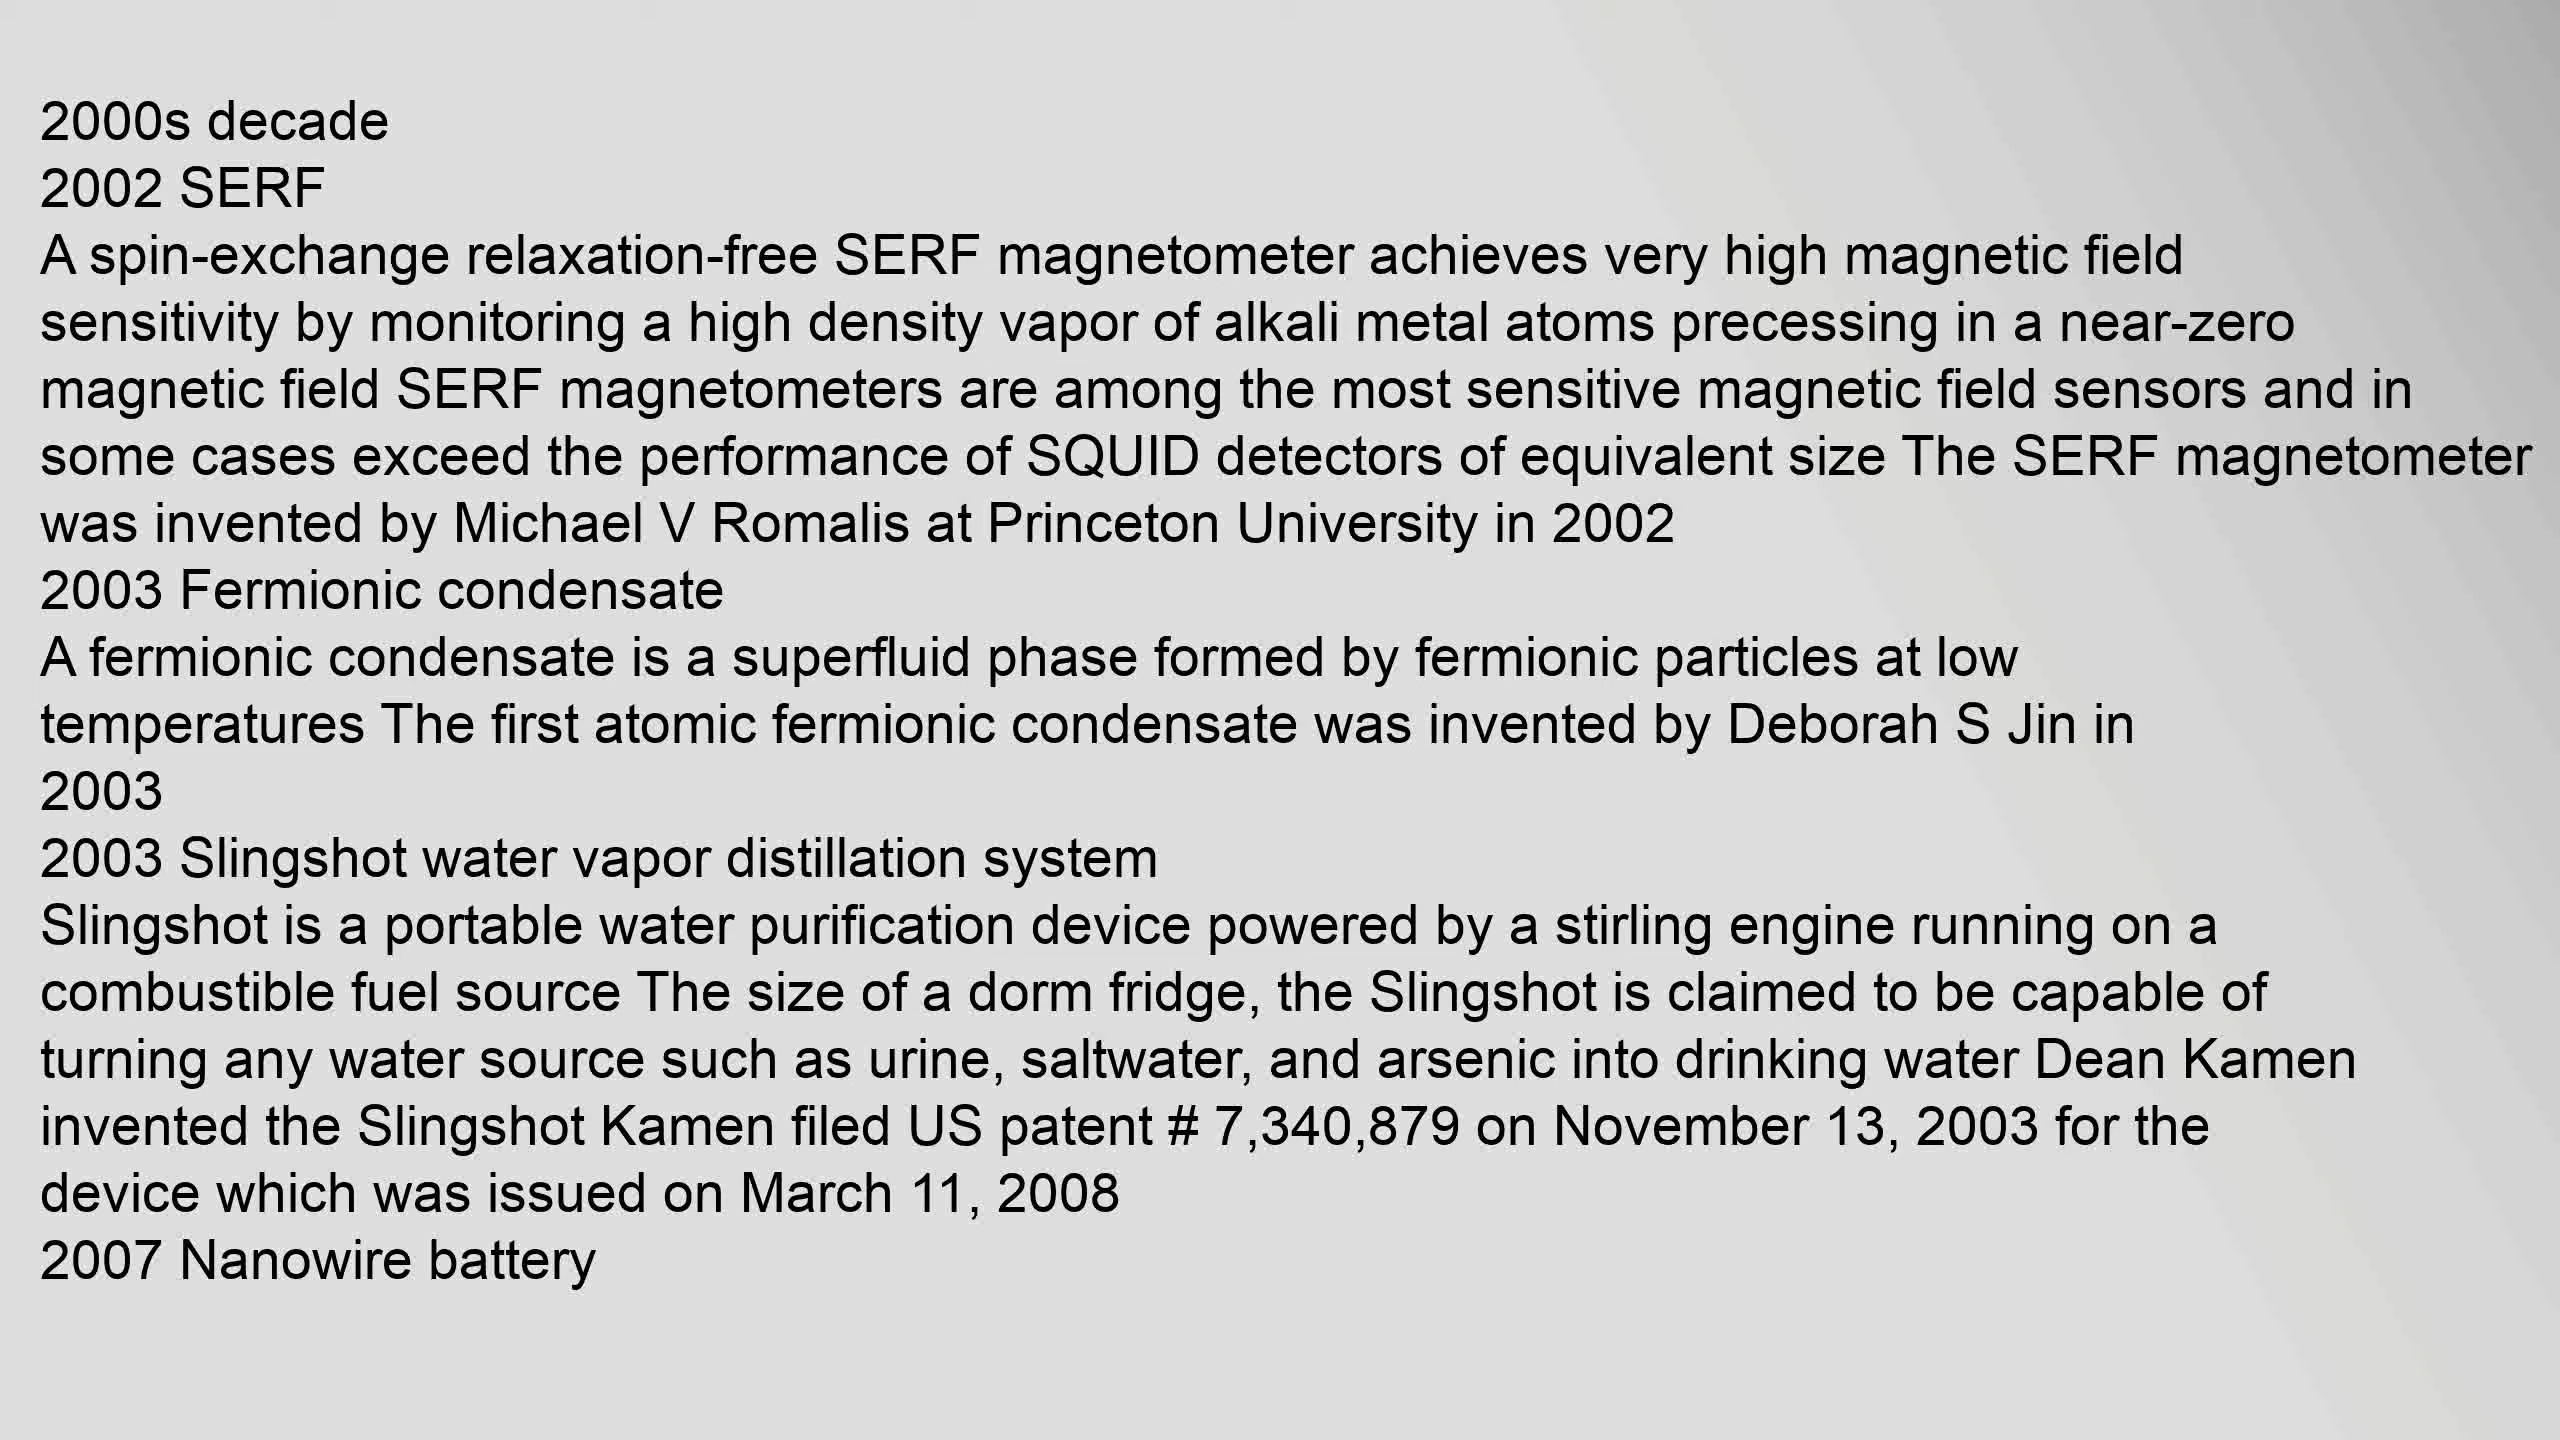 2000s decade
2002 SERF
A spin-exchange relaxation-free SERF magnetometer achieves very high magnetic field
sensitivity by monitoring a high density vapor of alkali metal atoms precessing in a near-zero
magnetic field SERF magnetometers are among the most sensitive magnetic field sensors and in
some cases exceed the performance of SQUID detectors of equivalent size The SERF magnetometer
was invented by Michael V Romalis at Princeton University in 2002
2003 Fermionic condensate
A fermionic condensate is a superfluid phase formed by fermionic particles at low
temperatures The first atomic fermionic condensate was invented by Deborah S Jin in
2003
2003 Slingshot water vapor distillation system
Slingshot is a portable water purification device powered by a stirling engine running on a
combustible fuel source The size of a dorm fridge, the Slingshot is claimed to be capable of
turning any water source such as urine, saltwater, and arsenic into drinking water Dean Kamen
invented the Slingshot Kamen filed US patent # 7,340,879 on November 13, 2003 for the
device which was issued on March 11, 2008
2007 Nanowire battery